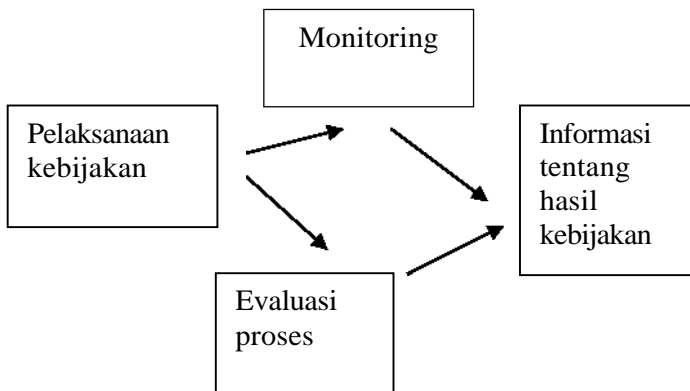 Monitoring
Pelaksanaan
kebijakan
Informasi
tentang
hasil
kebijakan
Evaluasi
proses